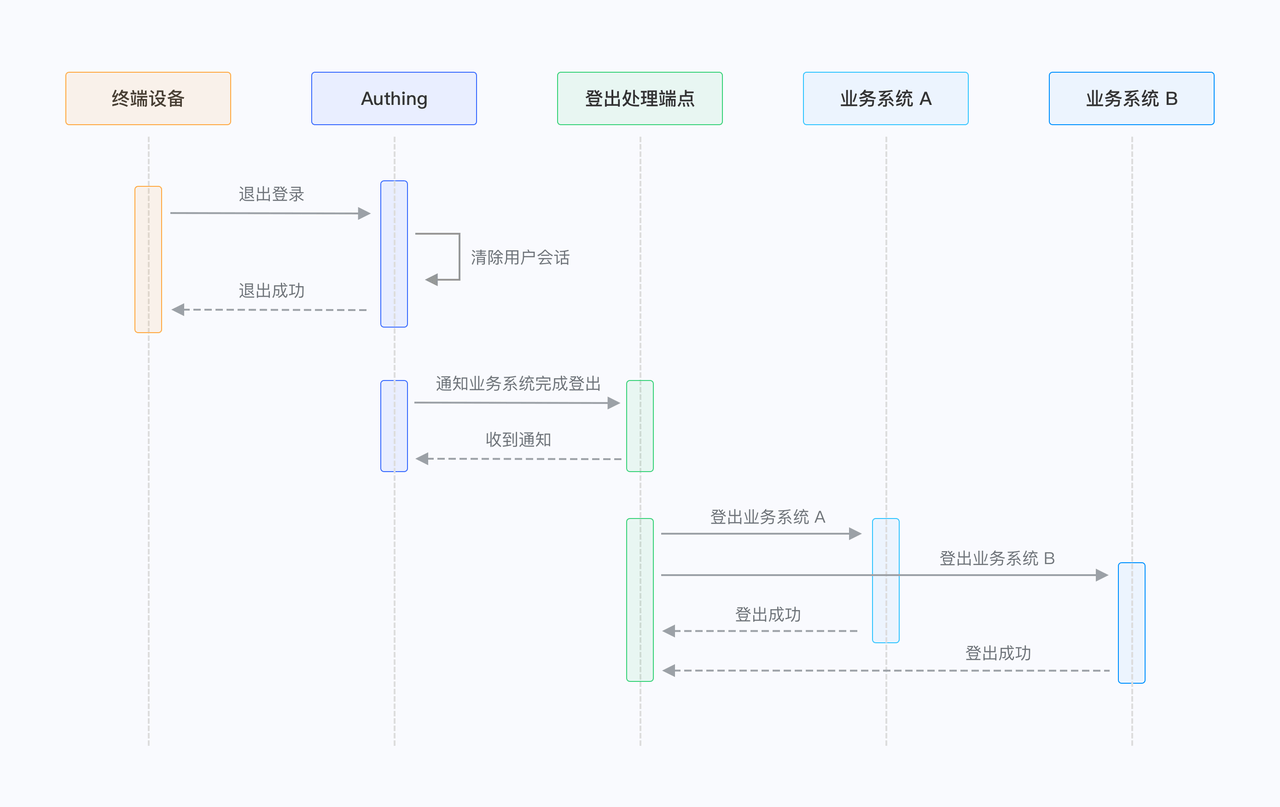 终端设备
Authing
登出处理端点
业务系统 A
业务系统 B
退出登录
清除用户会话
退出成功
通知业务系统完成登出
收到通知
登出业务系统 A
登出业务系统 B
登出成功
登出成功